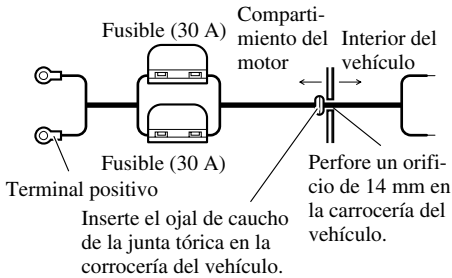 Fusible (30 A)
Comparti-
miento del
motor
Interior del
vehículo
Fusible (30 A)
Terminal positivo
Perfore un orifi-
cio de 14 mm en
la carrocería del
vehículo.
Inserte el ojal de caucho
de la junta tórica en la
corrocería del vehículo.